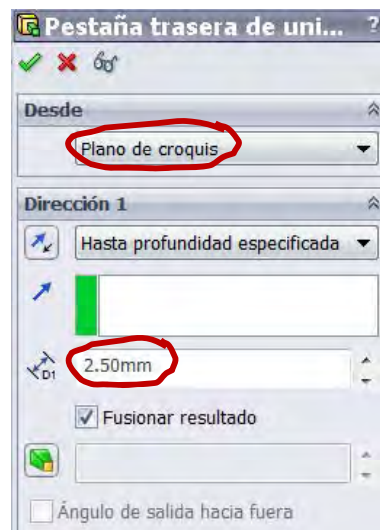 Pestaña trasera de uni... ?
Desde
Plano de croquis
Dirección 1
Hasta profundidad especificada
D1
2.50mm
Fusionar resultado
Ángulo de salida hacia fuera